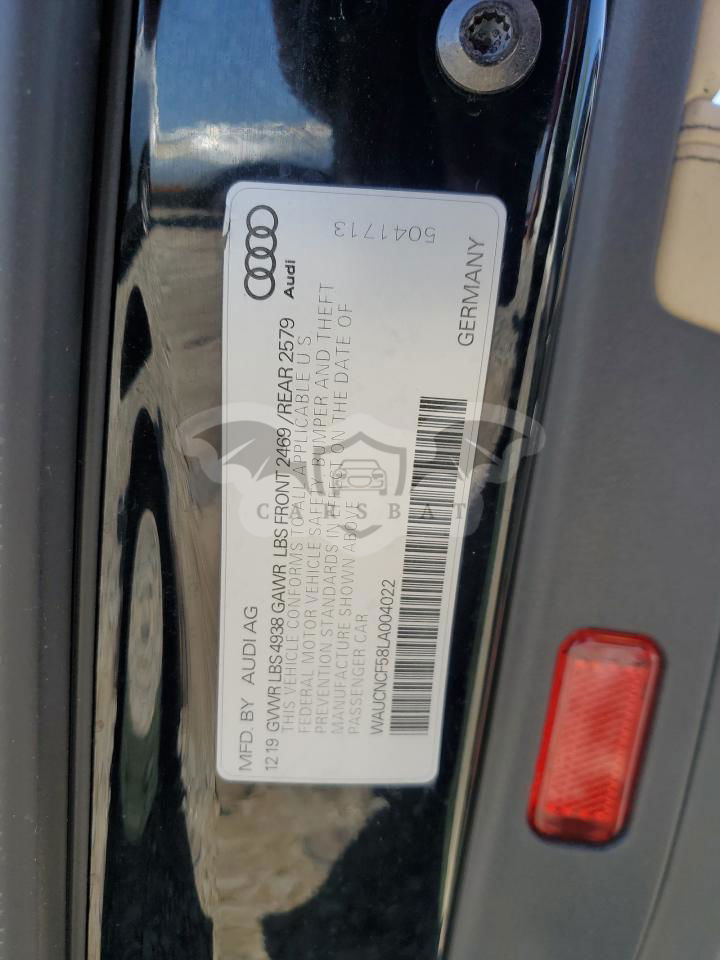 MFD. BY AUDI AG
Audi
12 19 GVWR LBS 4938 GAWR LBS FRONT 2469 /REAR 2579
THIS VEHICLE CONFORMS TO ALL APPLICABLE U S
FEDERAL MOTOR VEHICLE SAFETY, BUMPER AND THEFT
PREVENTION STANDARDS IN EFFECT ON THE DATE OF
MANUFACTURE SHOWN ABOVE
PASSENGER CAR
5041713
WAUCNCF58LA004022
GERMANY
CARSBAT